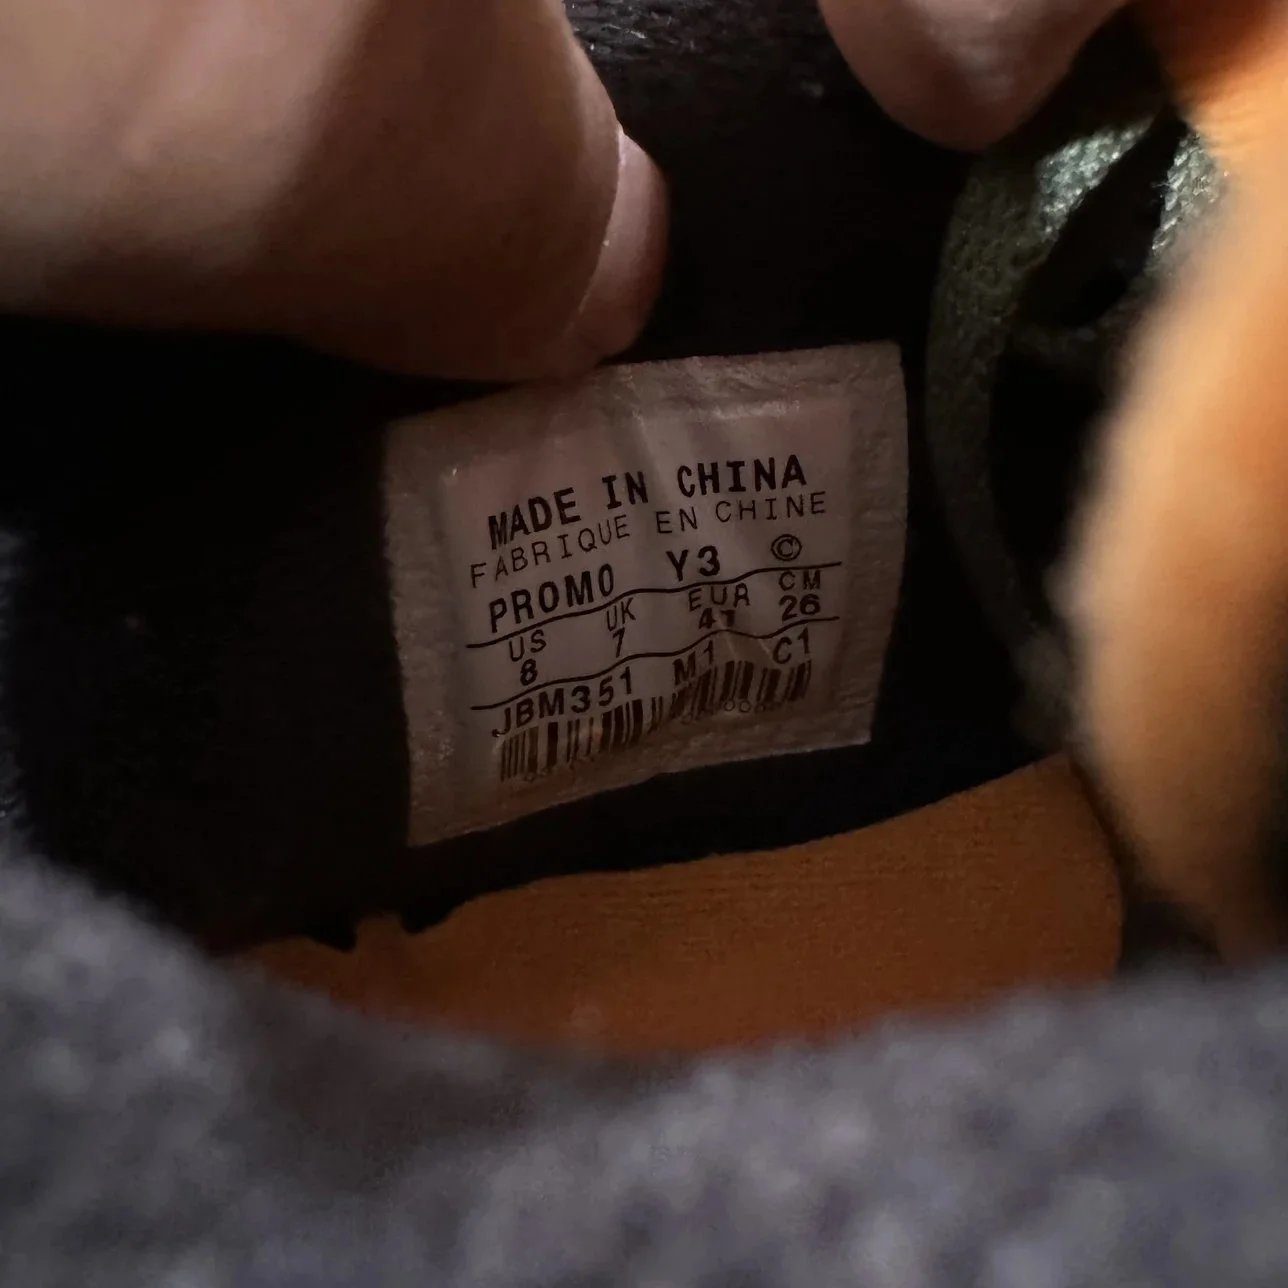 MADE IN CHINA
FABRIQUE EN CHINE
PROMO Y3 ©
US UK EUR CM
8 7 41 26
JBM351 M1 C1